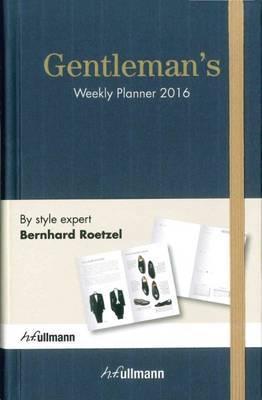 Gentleman's
Weekly Planner 2016
By style expert
Bernhard Roetzel
h.f.ullmann
h.f.ullmann